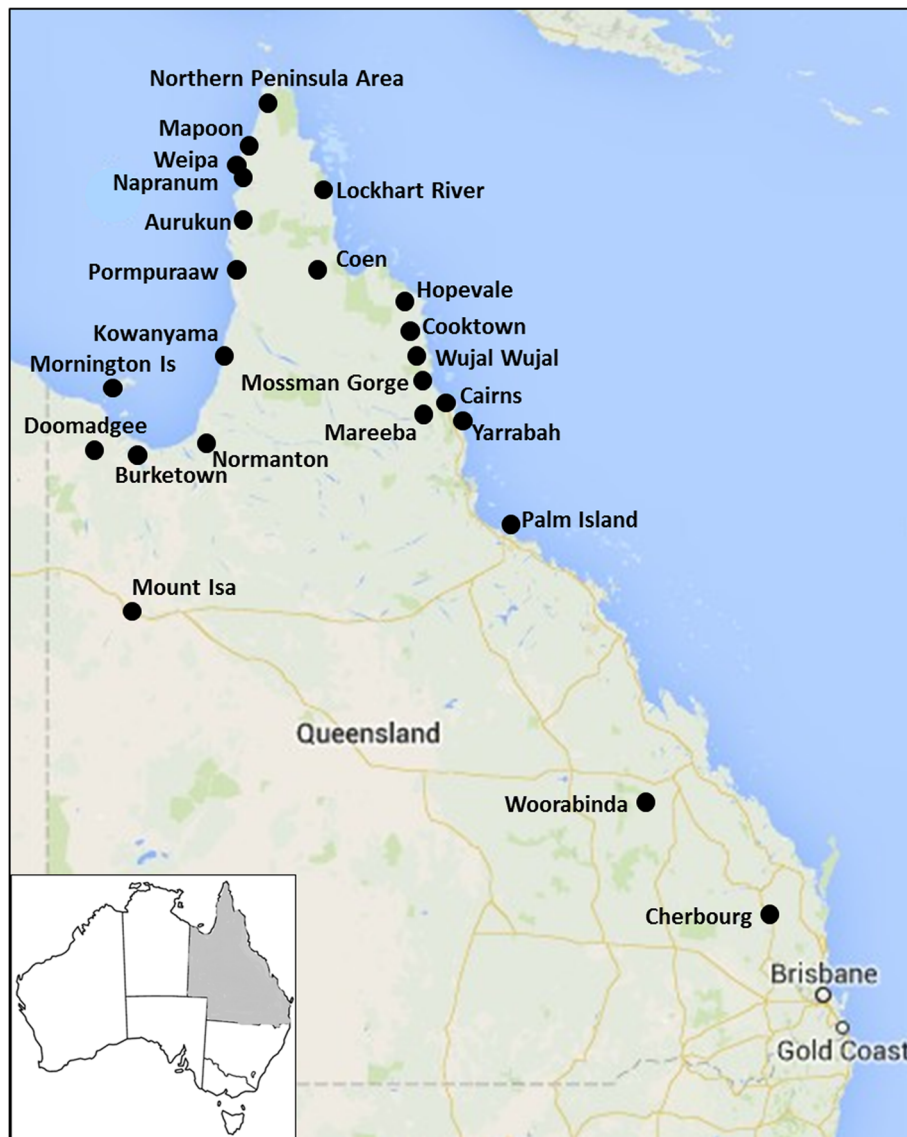 Northern Peninsula Area
Mapoon
Weipa
Napranum
Lockhart River
Aurukun
Coen
Pormpuraaw
Hopevale
Cooktown
Kowanyama
Wujal Wujal
Mornington Is
Mossman Gorge
Cairns
Doomadgee
Mareeba
Yarrabah
Normanton
Burketown
Palm Island
Mount Isa
Queensland
Woorabinda
Cherbourg
Brisbane
Gold Coast